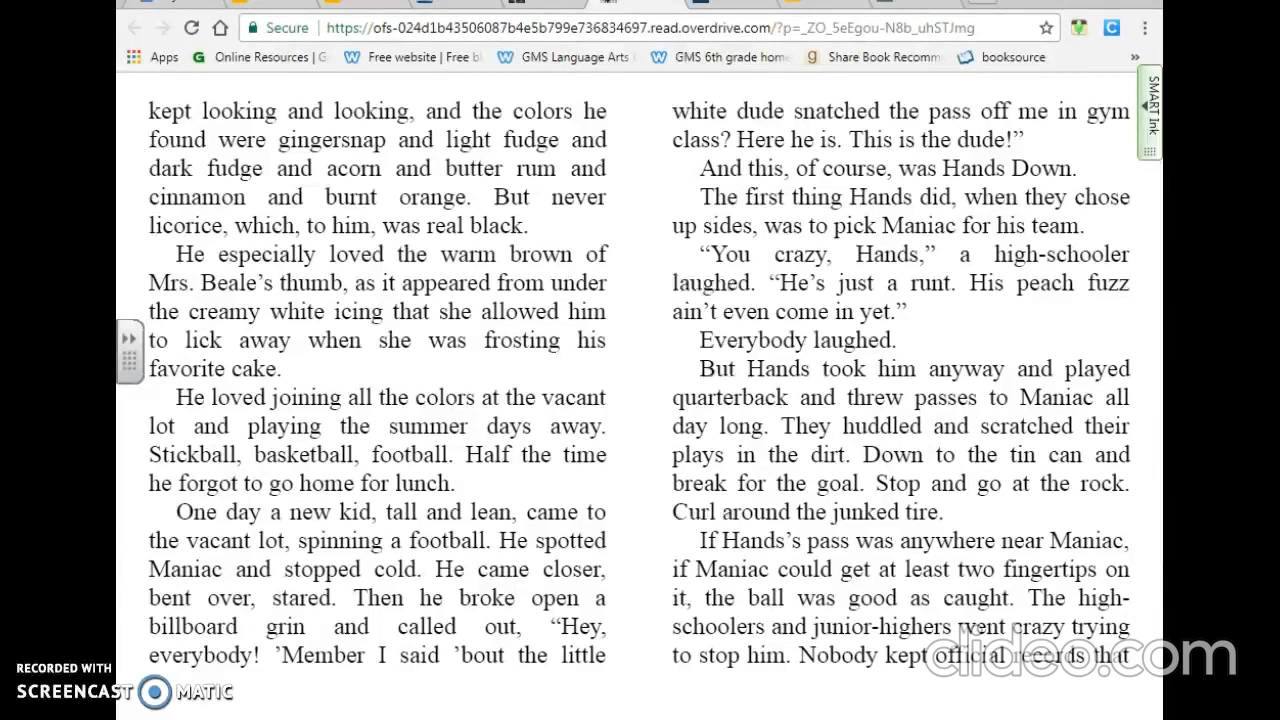 Secure
https://ofs-024d1b43506087b4e5b799e736834697.read.overdrive.com/?p=_ZO_5eEgou-N8b_uhSTJmg
Apps
Online Resources | G
Free website | Free bl
GMS Language Arts
GMS 6th grade home
Share Book Recomm
booksource
»
SMART Ink
kept looking and looking, and the colors he
found were gingersnap and light fudge and
dark fudge and acorn and butter rum and
cinnamon and burnt orange. But never
licorice, which, to him, was real black.
He especially loved the warm brown of
Mrs. Beale’s thumb, as it appeared from under
the creamy white icing that she allowed him
to lick away when she was frosting his
favorite cake.
He loved joining all the colors at the vacant
lot and playing the summer days away.
Stickball, basketball, football. Half the time
he forgot to go home for lunch.
One day a new kid, tall and lean, came to
the vacant lot, spinning a football. He spotted
Maniac and stopped cold. He came closer,
bent over, stared. Then he broke open a
billboard grin and called out, “Hey,
everybody! ’Member I said ’bout the little
white dude snatched the pass off me in gym
class? Here he is. This is the dude!”
And this, of course, was Hands Down.
The first thing Hands did, when they chose
up sides, was to pick Maniac for his team.
“You crazy, Hands,” a high-schooler
laughed. “He’s just a runt. His peach fuzz
ain’t even come in yet.”
Everybody laughed.
But Hands took him anyway and played
quarterback and threw passes to Maniac all
day long. They huddled and scratched their
plays in the dirt. Down to the tin can and
break for the goal. Stop and go at the rock.
Curl around the junked tire.
If Hands’s pass was anywhere near Maniac,
if Maniac could get at least two fingertips on
it, the ball was good as caught. The high-
schoolers and junior-highers went crazy trying
to stop him. Nobody kept official records that
clideo.com
RECORDED WITH
SCREENCAST MATIC